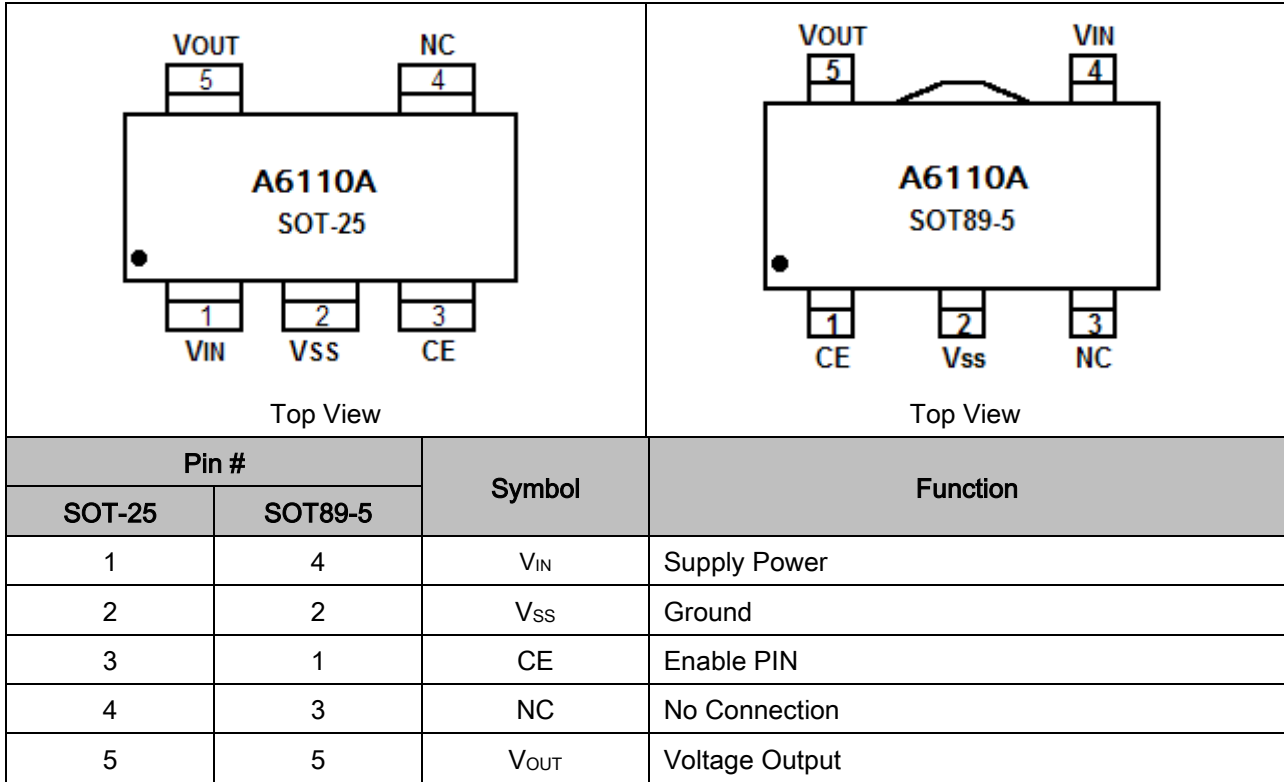 VOUT NC
5 4
A6110A
SOT-25
1 2 3
VIN VSS CE
Top View
VOUT VIN
5 4
A6110A
SOT89-5
1 2 3
CE Vss NC
Top View
Pin # Symbol Function
SOT-25 SOT89-5
1 4 VIN Supply Power
2 2 VSS Ground
3 1 CE Enable PIN
4 3 NC No Connection
5 5 VOUT Voltage Output